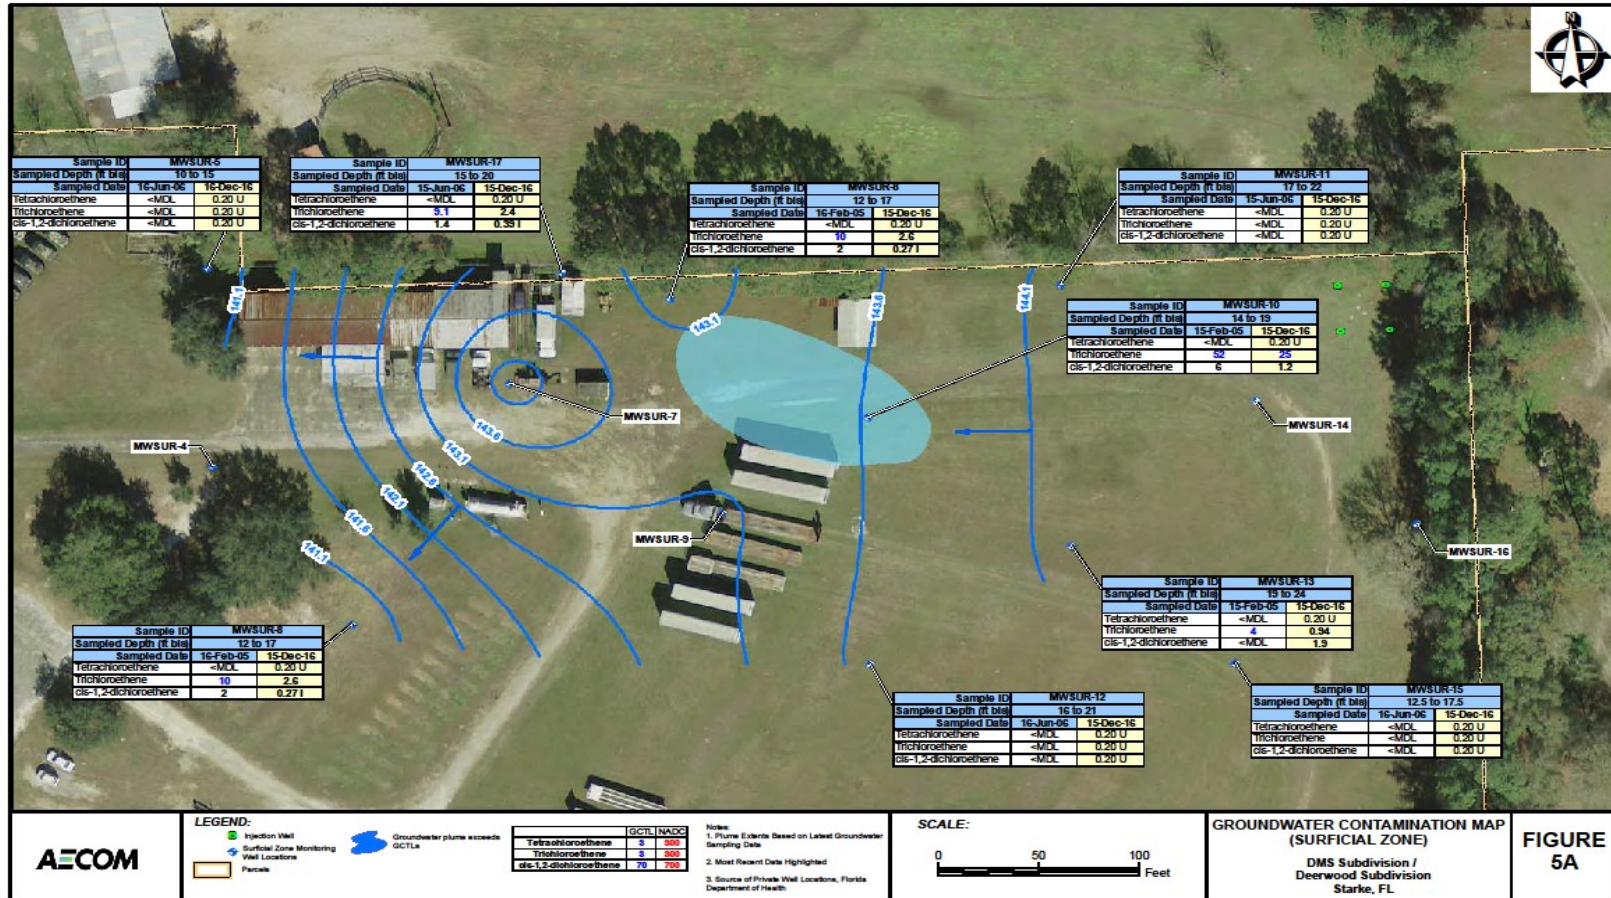 N
Sample ID MWSUR-5
Sampled Depth (ft bls) 10 to 15
Sampled Date 16-Jun-06 16-Dec-16
Tetrachloroethene <MDL 0.20 U
Trichloroethene <MDL 0.20 U
cis-1,2-dichloroethene <MDL 0.20 U
Sample ID MWSUR-17
Sampled Depth (ft bls) 15 to 20
Sampled Date 15-Jun-06 15-Dec-16
Tetrachloroethene <MDL 0.20 U
Trichloroethene 9.1 2.4
cis-1,2-dichloroethene 1.4 0.39 I
Sample ID MWSUR-8
Sampled Depth (ft bls) 12 to 17
Sampled Date 16-Feb-05 15-Dec-16
Tetrachloroethene <MDL 0.20 U
Trichloroethene 10 2.6
cis-1,2-dichloroethene 2 0.27 I
Sample ID MWSUR-11
Sampled Depth (ft bls) 17 to 22
Sampled Date 15-Jun-06 15-Dec-16
Tetrachloroethene <MDL 0.20 U
Trichloroethene <MDL 0.20 U
cis-1,2-dichloroethene <MDL 0.20 U
Sample ID MWSUR-10
Sampled Depth (ft bls) 14 to 19
Sampled Date 15-Feb-05 15-Dec-16
Tetrachloroethene <MDL 0.20 U
Trichloroethene 52 25
cis-1,2-dichloroethene 6 1.2
141.1
143.1
143.6
144.1
MWSUR-7
MWSUR-14
MWSUR-4
143.6
143.1
142.6
142.1
141.6
141.1
MWSUR-9
MWSUR-16
Sample ID MWSUR-13
Sampled Depth (ft bls) 19 to 24
Sampled Date 15-Feb-05 15-Dec-16
Tetrachloroethene <MDL 0.20 U
Trichloroethene 4 0.94
cis-1,2-dichloroethene <MDL 1.9
Sample ID MWSUR-8
Sampled Depth (ft bls) 12 to 17
Sampled Date 16-Feb-05 15-Dec-16
Tetrachloroethene <MDL 0.20 U
Trichloroethene 10 2.6
cis-1,2-dichloroethene 2 0.27 I
Sample ID MWSUR-12
Sampled Depth (ft bls) 16 to 21
Sampled Date 16-Jun-06 15-Dec-16
Tetrachloroethene <MDL 0.20 U
Trichloroethene <MDL 0.20 U
cis-1,2-dichloroethene <MDL 0.20 U
Sample ID MWSUR-15
Sampled Depth (ft bls) 12.5 to 17.5
Sampled Date 16-Jun-06 15-Dec-16
Tetrachloroethene <MDL 0.20 U
Trichloroethene <MDL 0.20 U
cis-1,2-dichloroethene <MDL 0.20 U
AECOM
LEGEND:
Injection Well
Surficial Zone Monitoring
Well Locations
Parcels
Groundwater plume exceeds
GCTLs
GCTL NADC
Tetrachloroethene 3 300
Trichloroethene 3 300
cis-1,2-dichloroethene 70 700
Notes:
1. Plume Extents Based on Latest Groundwater
Sampling Data
2. Most Recent Data Highlighted
3. Source of Private Well Locations, Florida
Department of Health
SCALE:
0 50 100
Feet
GROUNDWATER CONTAMINATION MAP
(SURFICIAL ZONE)
DMS Subdivision /
Deerwood Subdivision
Starke, FL
FIGURE
5A